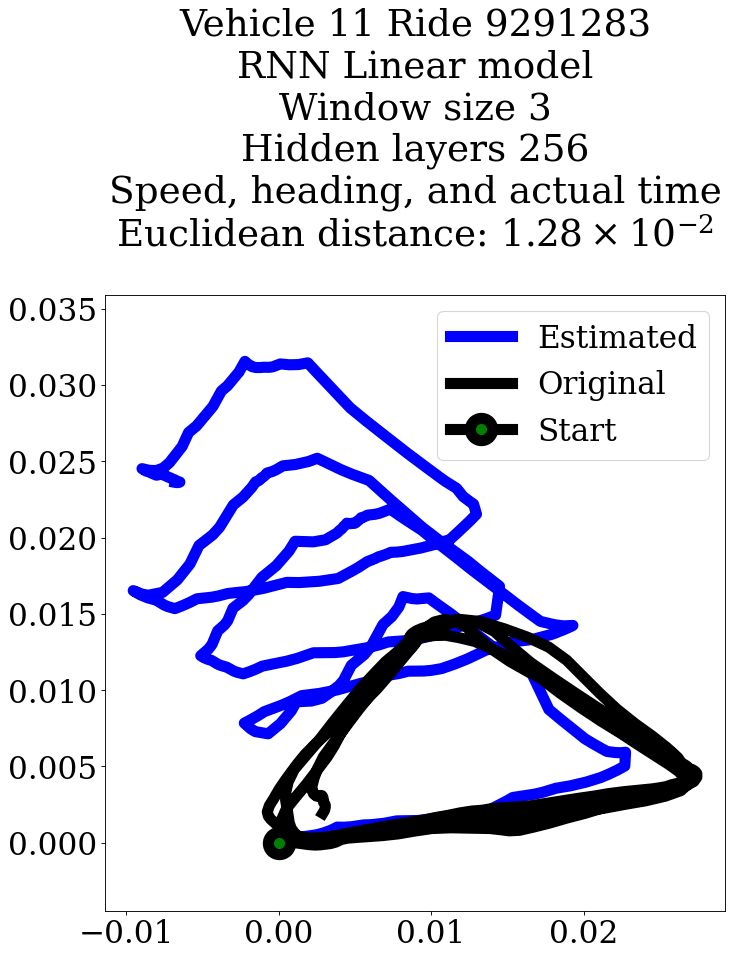 Vehicle 11 Ride 9291283
RNN Linear model
Window size 3
Hidden layers 256
Speed, heading, and actual time
Euclidean distance: 1.28 × 10⁻²
Estimated
Original
Start
0.035
0.030
0.025
0.020
0.015
0.010
0.005
0.000
−0.01 0.00 0.01 0.02